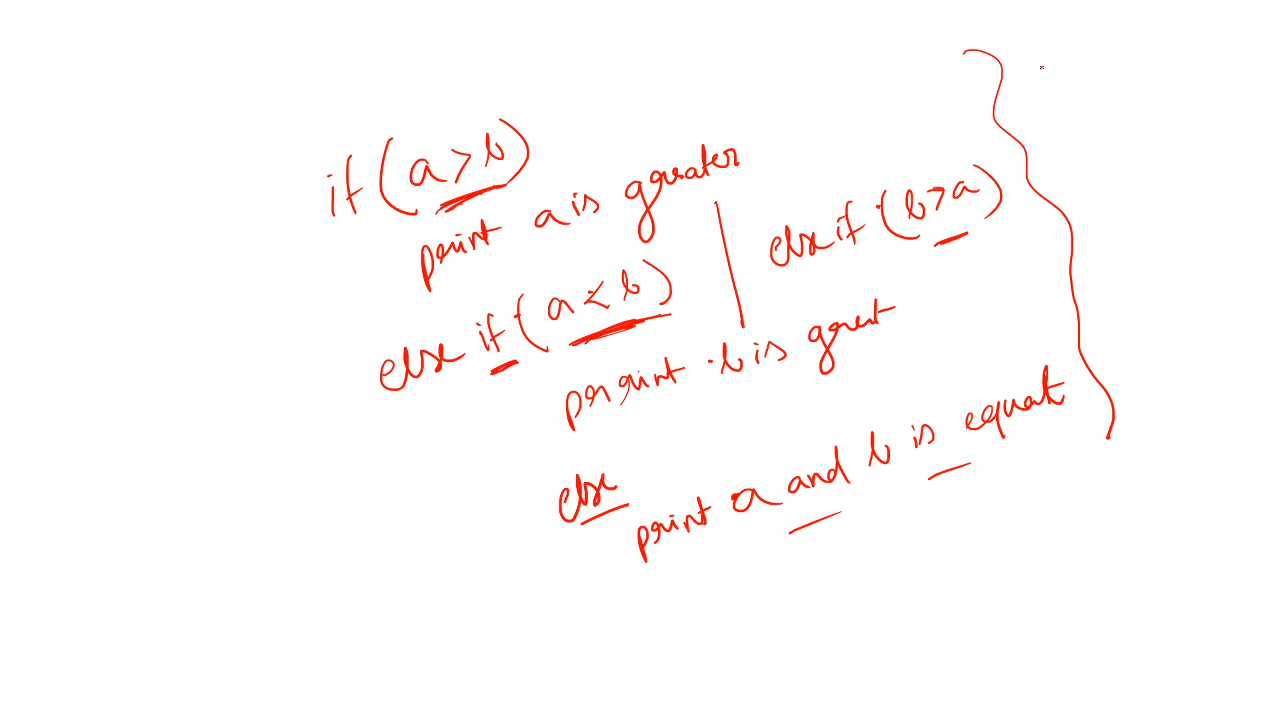 if (a > b)
print a is greater
else if (a < b) | else if (b > a)
print b is great
else
print a and b is equal